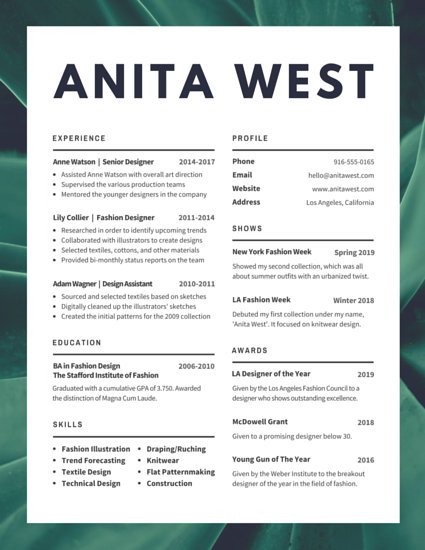 ANITA WEST
EXPERIENCE
Anne Watson | Senior Designer 2014-2017
Assisted Anne Watson with overall art direction
Supervised the various production teams
Mentored the younger designers in the company
Lily Collier | Fashion Designer 2011-2014
Researched in order to identify upcoming trends
Collaborated with illustrators to create designs
Selected textiles, cottons, and other materials
Provided bi-monthly status reports on the team
Adam Wagner | Design Assistant 2010-2011
Sourced and selected textiles based on sketches
Digitally cleaned up the illustrators' sketches
Created the initial patterns for the 2009 collection
EDUCATION
BA in Fashion Design 2006-2010
The Stafford Institute of Fashion
Graduated with a cumulative GPA of 3.750. Awarded
the distinction of Magna Cum Laude.
SKILLS
Fashion Illustration
Trend Forecasting
Textile Design
Technical Design
Draping/Ruching
Knitwear
Flat Patternmaking
Construction
PROFILE
Phone 916-555-0165
Email hello@anitawest.com
Website www.anitawest.com
Address Los Angeles, California
SHOWS
New York Fashion Week Spring 2019
Showed my second collection, which was all
about summer outfits with an urbanized twist.
LA Fashion Week Winter 2018
Debuted my first collection under my name,
'Anita West'. It focused on knitwear design.
AWARDS
LA Designer of the Year 2019
Given by the Los Angeles Fashion Council to a
designer who shows outstanding excellence.
McDowell Grant 2018
Given to a promising designer below 30.
Young Gun of The Year 2016
Given by the Weber Institute to the breakout
designer of the year in the field of fashion.